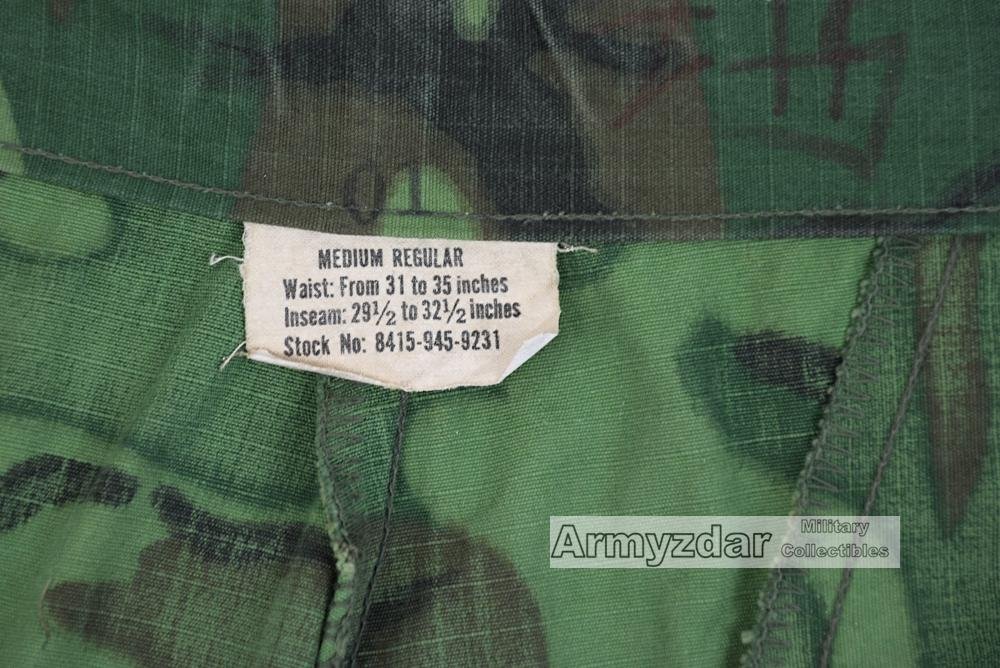 MEDIUM REGULAR
Waist: From 31 to 35 inches
Inseam: 29½ to 32½ inches
Stock No: 8415-945-9231
Armyzdar Military Collectibles